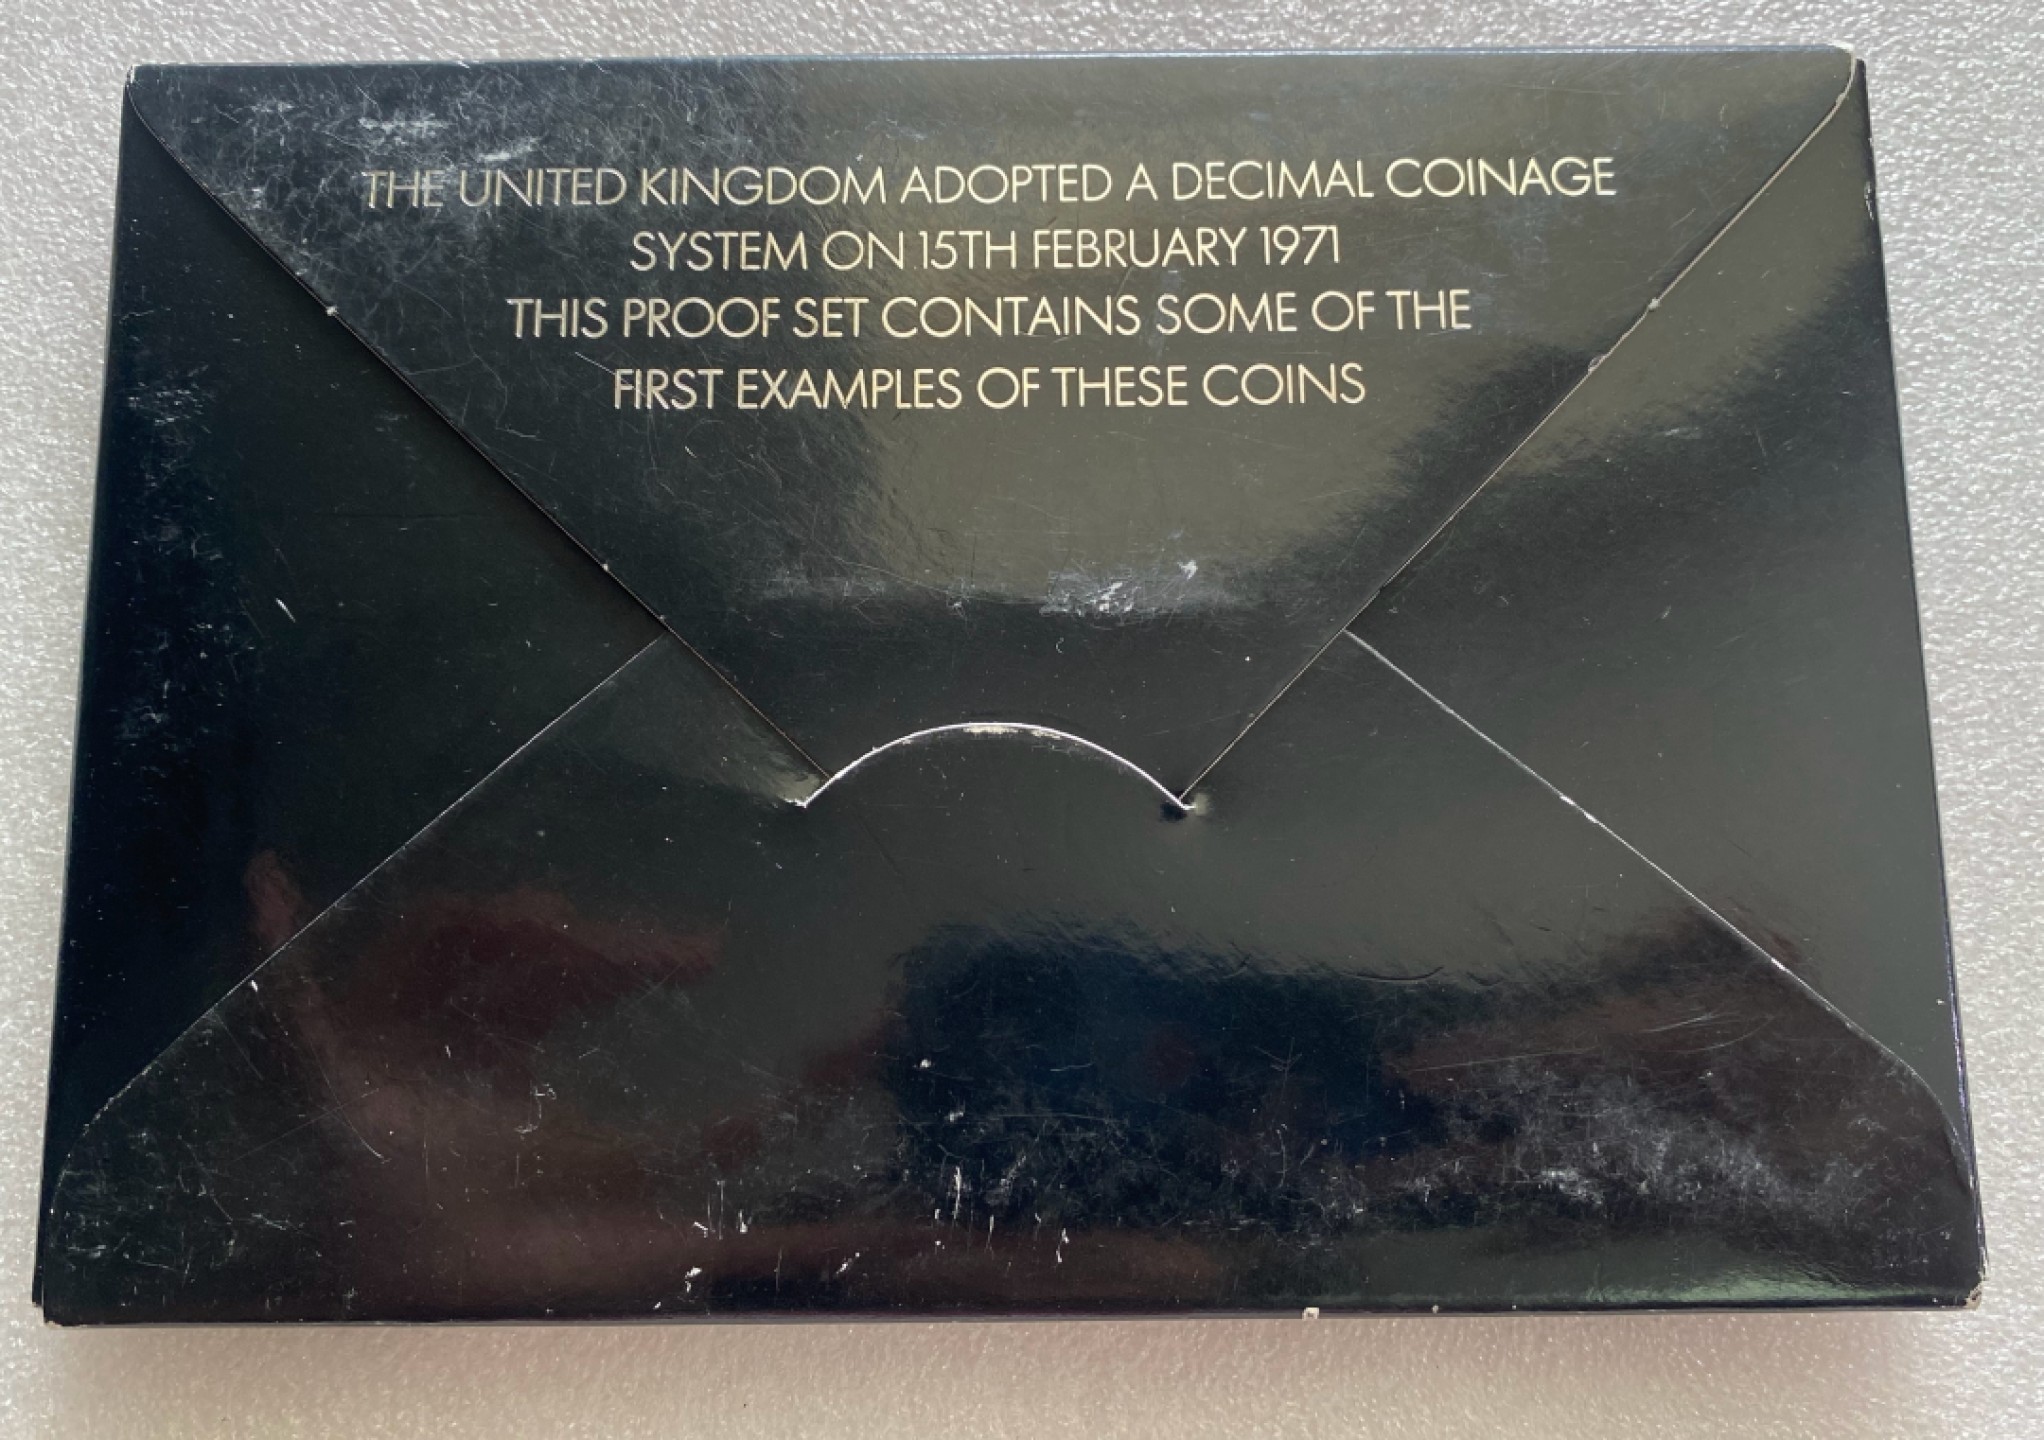 THE UNITED KINGDOM ADOPTED A DECIMAL COINAGE
SYSTEM ON 15TH FEBRUARY 1971
THIS PROOF SET CONTAINS SOME OF THE
FIRST EXAMPLES OF THESE COINS